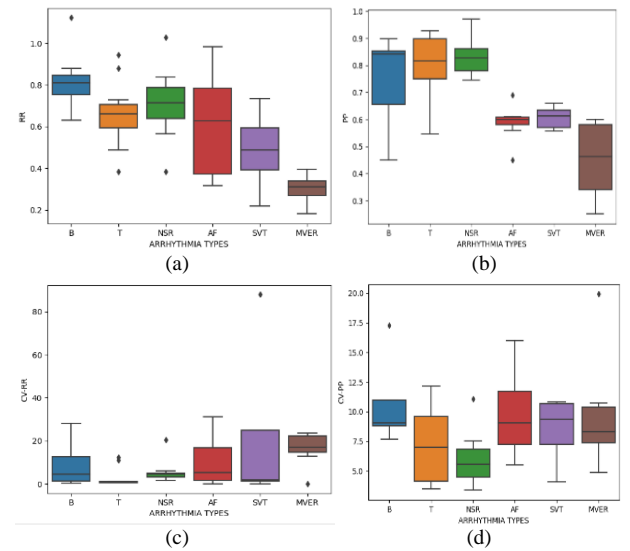 1.0
0.8
0.6
0.4
0.2
RR
B T NSR AF SVT MVER
ARRHYTHMIA TYPES
(a)
1.0
0.9
0.8
0.7
0.6
0.5
0.4
0.3
PP
B T NSR AF SVT MVER
ARRHYTHMIA TYPES
(b)
80
60
40
20
0
CV-RR
B T NSR AF SVT MVER
ARRHYTHMIA TYPES
(c)
20.0
17.5
15.0
12.5
10.0
7.5
5.0
CV-PP
B T NSR AF SVT MVER
ARRHYTHMIA TYPES
(d)